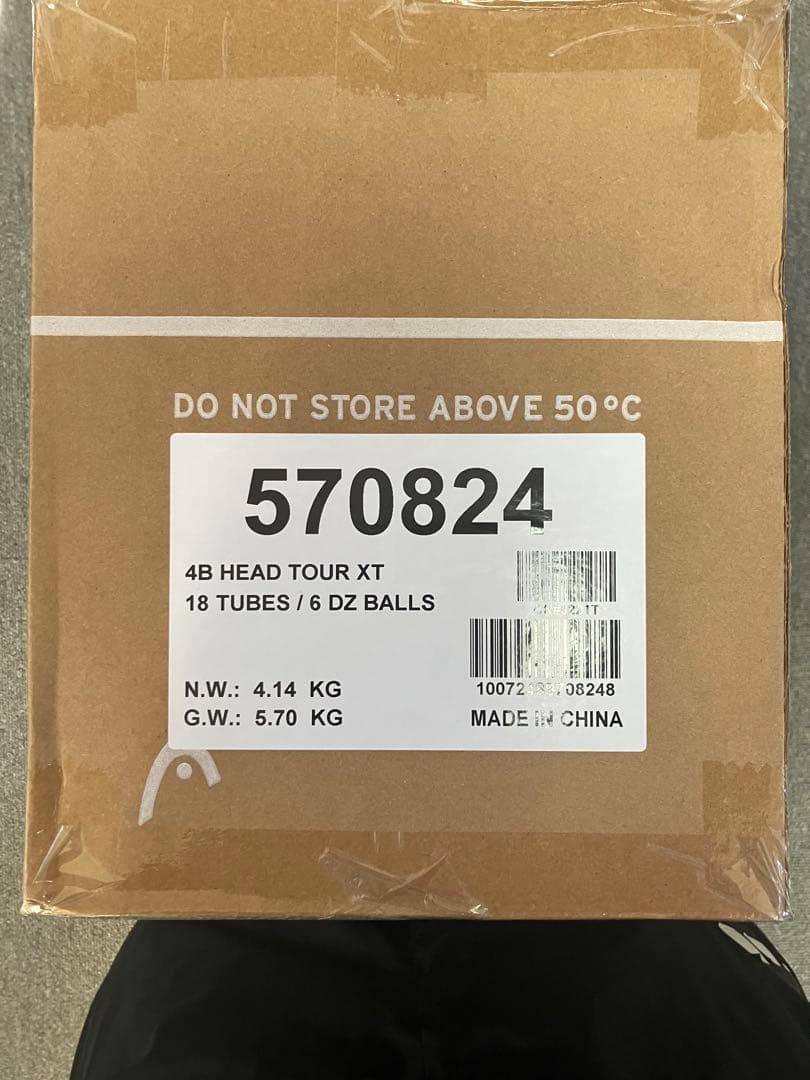 DO NOT STORE ABOVE 50°C
570824
4B HEAD TOUR XT
18 TUBES / 6 DZ BALLS
N.W.: 4.14 KG
G.W.: 5.70 KG
MADE IN CHINA